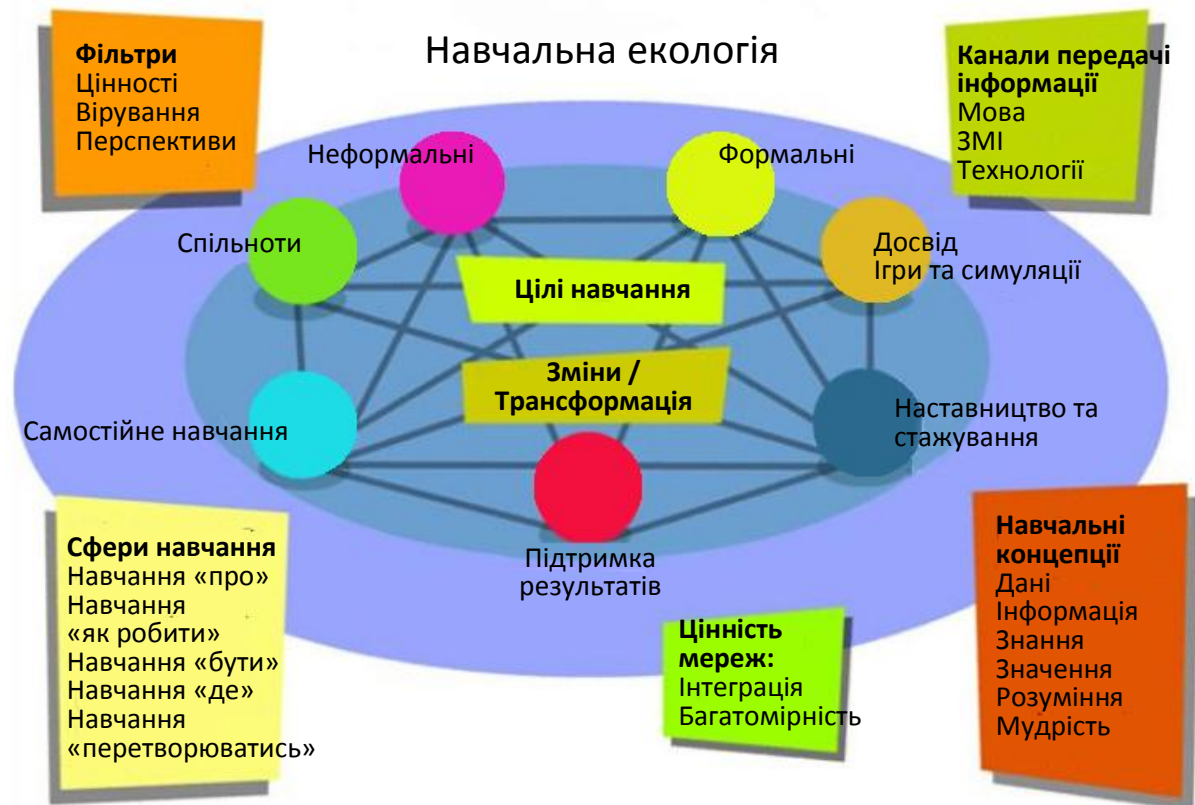 Навчальна екологія
Фільтри
Цінності
Вірування
Перспективи
Канали передачі
інформації
Мова
ЗМІ
Технології
Неформальні
Формальні
Спільноти
Досвід
Ігри та симуляції
Цілі навчання
Зміни /
Трансформація
Самостійне навчання
Наставництво та
стажування
Підтримка
результатів
Сфери навчання
Навчання «про»
Навчання
«як робити»
Навчання «бути»
Навчання «де»
Навчання
«перетворюватись»
Цінність
мереж:
Інтеграція
Багатомірність
Навчальні
концепції
Дані
Інформація
Знання
Значення
Розуміння
Мудрість